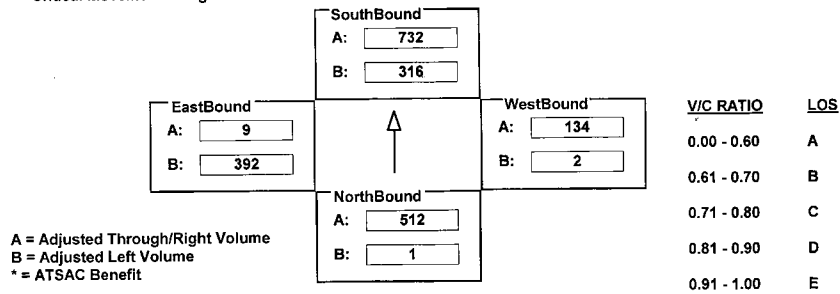 SouthBound
A: 732
B: 316
EastBound
A: 9
B: 392
WestBound
A: 134
B: 2
NorthBound
A: 512
B: 1
A = Adjusted Through/Right Volume
B = Adjusted Left Volume
* = ATSAC Benefit
V/C RATIO LOS
0.00 - 0.60 A
0.61 - 0.70 B
0.71 - 0.80 C
0.81 - 0.90 D
0.91 - 1.00 E